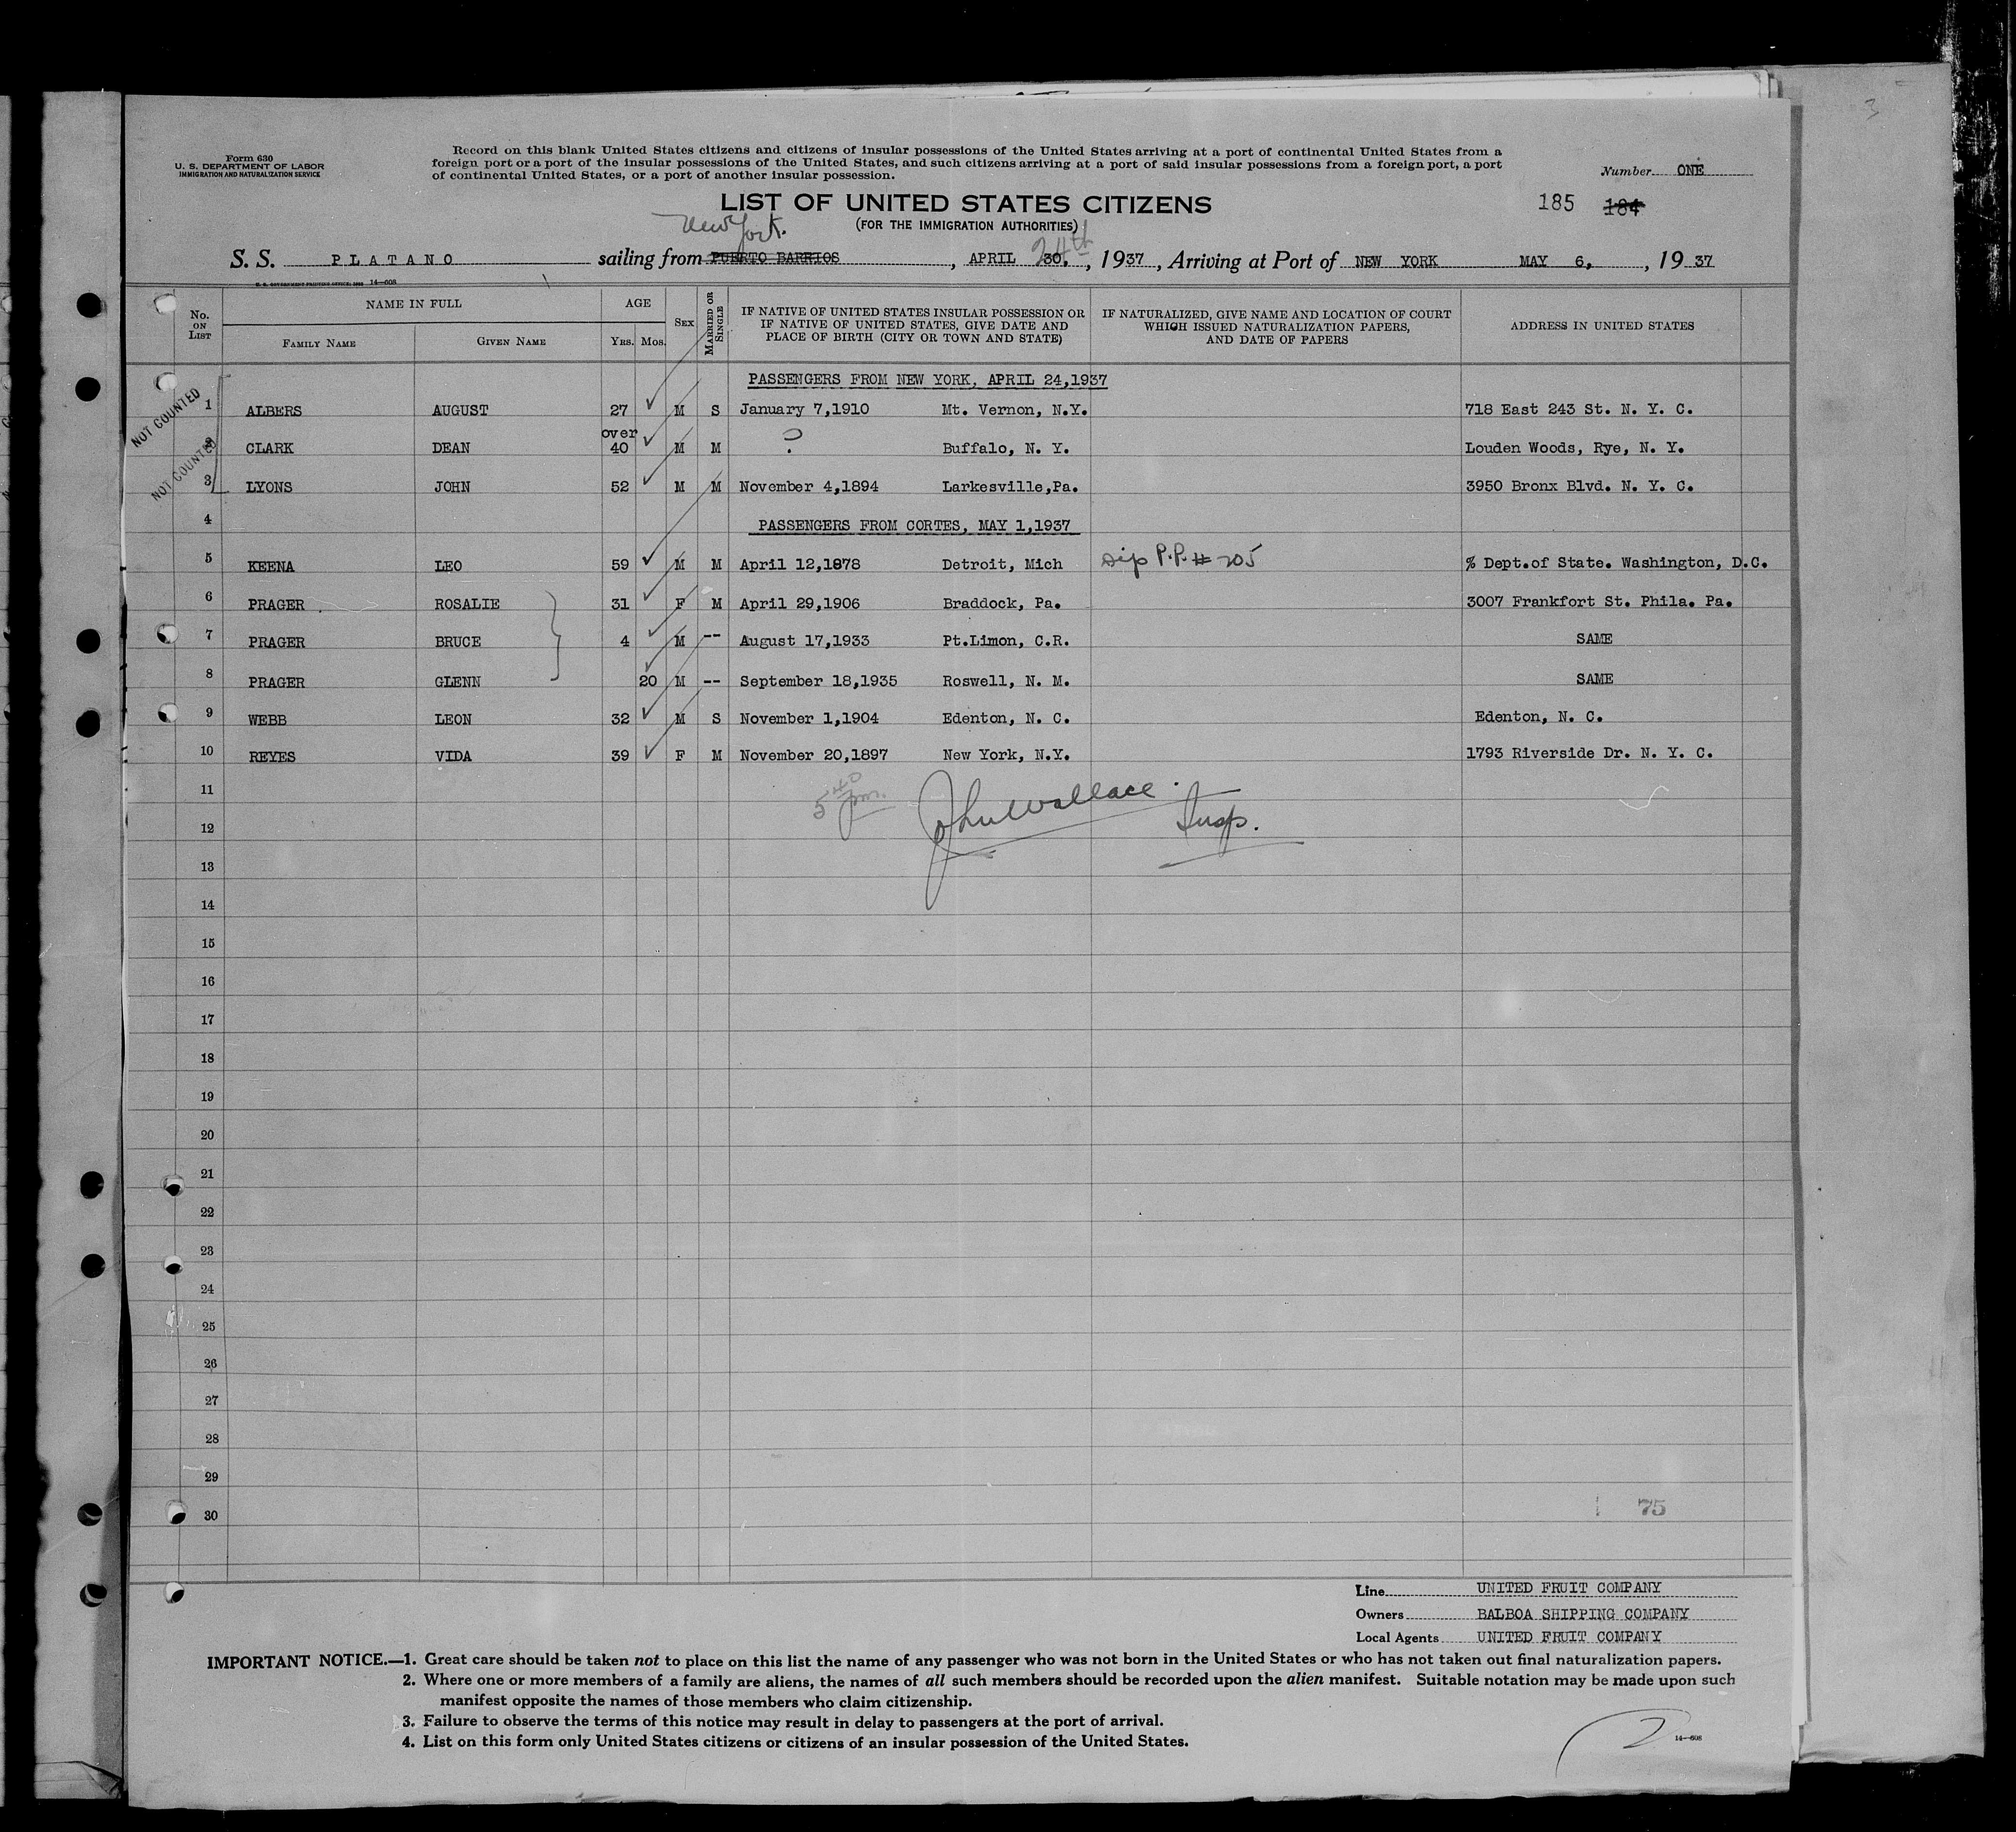 Form 630
U. S. DEPARTMENT OF LABOR
IMMIGRATION AND NATURALIZATION SERVICE
Record on this blank United States citizens and citizens of insular possessions of the United States arriving at a port of continental United States from a
foreign port or a port of the insular possessions of the United States, and such citizens arriving at a port of said insular possessions from a foreign port, a port
of continental United States, or a port of another insular possession.
Number ONE
LIST OF UNITED STATES CITIZENS
185 184
(FOR THE IMMIGRATION AUTHORITIES)
New York.
24th
S. S. PLATANO sailing from PUERTO BARRIOS, APRIL 30, 1937, Arriving at Port of NEW YORK MAY 6, 1937
U. S. GOVERNMENT PRINTING OFFICE: 14—608
No. ON LIST NAME IN FULL AGE SEX MARRIED OR SINGLE IF NATIVE OF UNITED STATES INSULAR POSSESSION OR IF NATIVE OF UNITED STATES, GIVE DATE AND PLACE OF BIRTH (CITY OR TOWN AND STATE) IF NATURALIZED, GIVE NAME AND LOCATION OF COURT WHICH ISSUED NATURALIZATION PAPERS, AND DATE OF PAPERS ADDRESS IN UNITED STATES
FAMILY NAME GIVEN NAME YRS. MOS.
PASSENGERS FROM NEW YORK, APRIL 24,1937
NOT COUNTED
1 ALBERS AUGUST 27 ✓ M S January 7,1910 Mt. Vernon, N.Y. 718 East 243 St. N. Y. C.
2 CLARK DEAN over 40 ✓ M M ? Buffalo, N. Y. Louden Woods, Rye, N. Y.
NOT COUNTED
3 LYONS JOHN 52 ✓ M M November 4,1894 Larkesville,Pa. 3950 Bronx Blvd. N. Y. C.
4 PASSENGERS FROM CORTES, MAY 1,1937
5 KEENA LEO 59 ✓ M M April 12,1878 Detroit, Mich Dip P.P. # 205 % Dept.of State. Washington, D.C.
6 PRAGER ROSALIE 31 ✓ F M April 29,1906 Braddock, Pa. 3007 Frankfort St. Phila. Pa.
7 PRAGER BRUCE 4 ✓ M -- August 17,1933 Pt.Limon, C.R. SAME
8 PRAGER GLENN 20 ✓ M -- September 18,1935 Roswell, N. M. SAME
9 WEBB LEON 32 ✓ M S November 1,1904 Edenton, N. C. Edenton, N. C.
10 REYES VIDA 39 ✓ F M November 20,1897 New York, N.Y. 1793 Riverside Dr. N. Y. C.
11
5 40 pm. John Wallace Insp.
12
13
14
15
16
17
18
19
20
21
22
23
24
25
26
27
28
29
30
75
Line UNITED FRUIT COMPANY
Owners BALBOA SHIPPING COMPANY
Local Agents UNITED FRUIT COMPANY
IMPORTANT NOTICE.—1. Great care should be taken not to place on this list the name of any passenger who was not born in the United States or who has not taken out final naturalization papers.
2. Where one or more members of a family are aliens, the names of all such members should be recorded upon the alien manifest. Suitable notation may be made upon such
manifest opposite the names of those members who claim citizenship.
3. Failure to observe the terms of this notice may result in delay to passengers at the port of arrival.
4. List on this form only United States citizens or citizens of an insular possession of the United States.
2
14—608